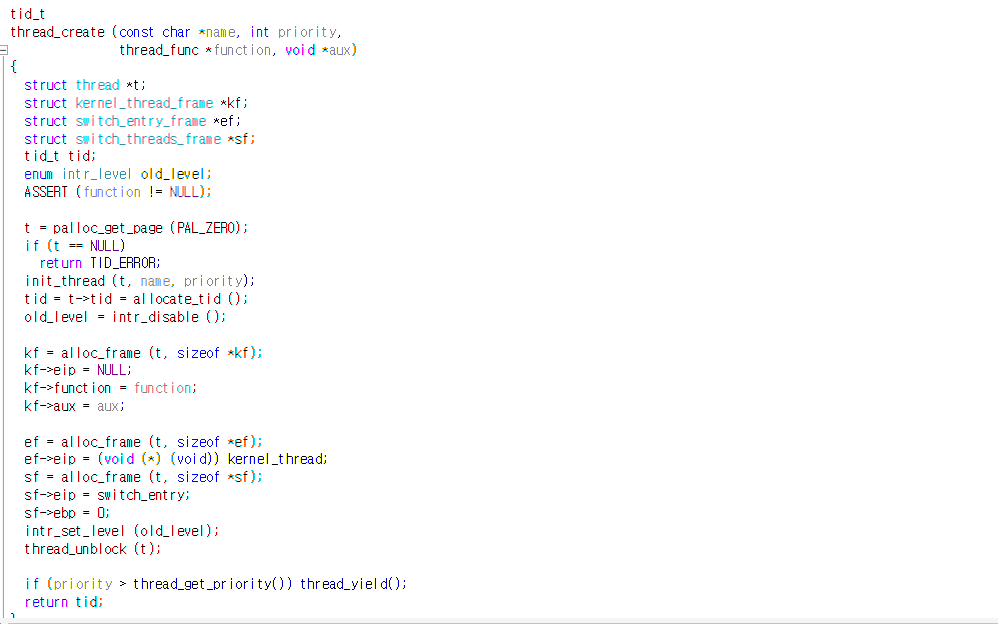 tid_t
thread_create (const char *name, int priority,
               thread_func *function, void *aux)
{
  struct thread *t;
  struct kernel_thread_frame *kf;
  struct switch_entry_frame *ef;
  struct switch_threads_frame *sf;
  tid_t tid;
  enum intr_level old_level;
  ASSERT (function != NULL);

  t = palloc_get_page (PAL_ZERO);
  if (t == NULL)
    return TID_ERROR;
  init_thread (t, name, priority);
  tid = t->tid = allocate_tid ();
  old_level = intr_disable ();

  kf = alloc_frame (t, sizeof *kf);
  kf->eip = NULL;
  kf->function = function;
  kf->aux = aux;

  ef = alloc_frame (t, sizeof *ef);
  ef->eip = (void (*) (void)) kernel_thread;
  sf = alloc_frame (t, sizeof *sf);
  sf->eip = switch_entry;
  sf->ebp = 0;
  intr_set_level (old_level);
  thread_unblock (t);

  if (priority > thread_get_priority()) thread_yield();
  return tid;